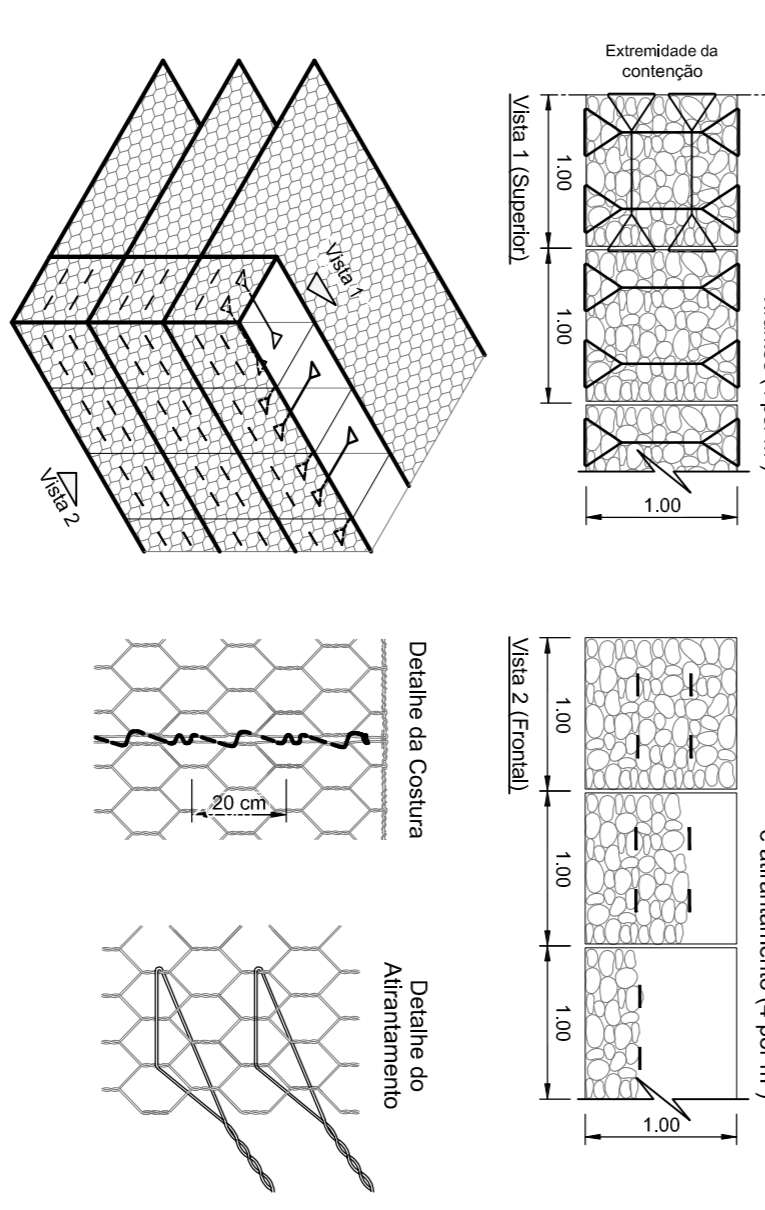 Extremidade da
contenção
Vista 1 (Superior)
1.00
1.00
1.00
Vista 1
Vista 2
Vista 2 (Frontal)
1.00
1.00
1.00
1.00
Detalhe da Costura
20 cm
Detalhe do
Atirantamento